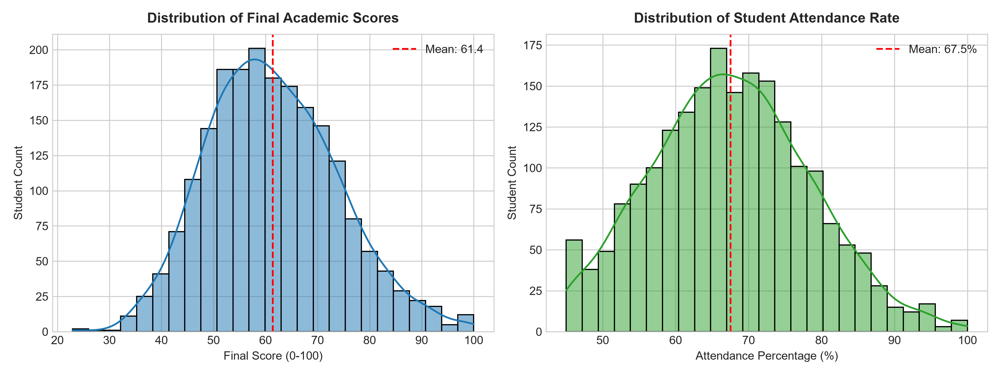 Distribution of Final Academic Scores
Mean: 61.4
200
175
150
125
100
75
50
25
0
Student Count
20 30 40 50 60 70 80 90 100
Final Score (0-100)
Distribution of Student Attendance Rate
Mean: 67.5%
175
150
125
100
75
50
25
0
Student Count
50 60 70 80 90 100
Attendance Percentage (%)